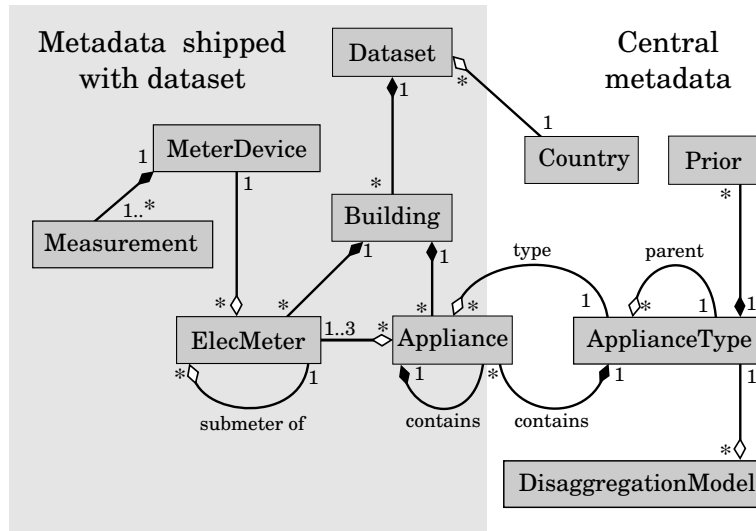 Metadata shipped
with dataset
Dataset
Central
metadata
1
*
1
MeterDevice
Country
Prior
1
1
1..*
*
*
Measurement
Building
1
1
type
parent
*
*
*
*
*
1
*
1
1
ElecMeter
1..3
*
Appliance
ApplianceType
*
1
1
*
1
1
submeter of
contains
contains
*
DisaggregationModel